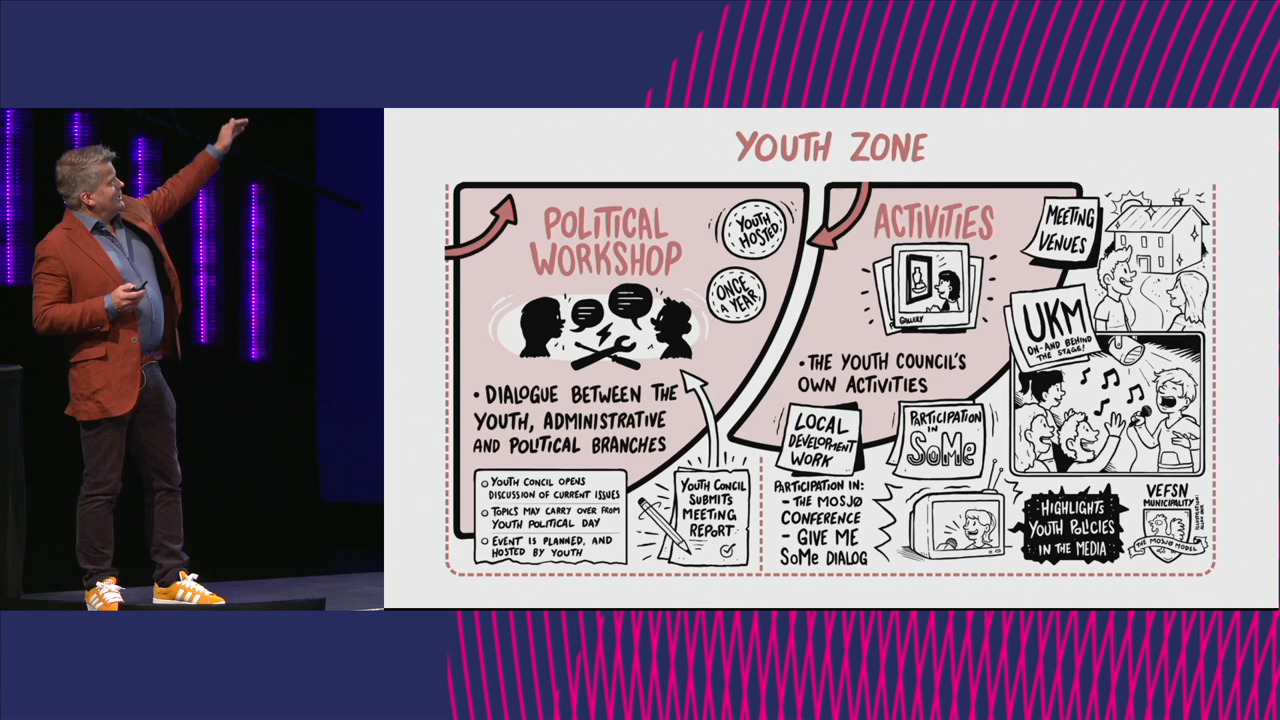 YOUTH ZONE
POLITICAL
WORKSHOP
YOUTH
HOSTED
ONCE
A YEAR
• DIALOGUE BETWEEN THE
YOUTH, ADMINISTRATIVE
AND POLITICAL BRANCHES
YOUTH CONCIL OPENS
DISCUSSION OF CURRENT ISSUES
TOPICS MAY CARRY OVER FROM
YOUTH POLITICAL DAY
EVENT IS PLANNED, AND
HOSTED BY YOUTH
YOUTH CONCIL
SUBMITS
MEETING
REPORT
ACTIVITIES
GALLERY
• THE YOUTH COUNCIL'S
OWN ACTIVITIES
MEETING
VENUES
UKM
ON- AND BEHIND
THE STAGE!
LOCAL
DEVELOPMENT
WORK
PARTICIPATION
IN
SoMe
PARTICIPATION IN:
- THE MOSJØ
CONFERENCE
- GIVE ME
SoMe DIALOG
HIGHLIGHTS
YOUTH POLICIES
IN THE MEDIA
VEFSN
MUNICIPALITY
THE MOSJØ MODEL